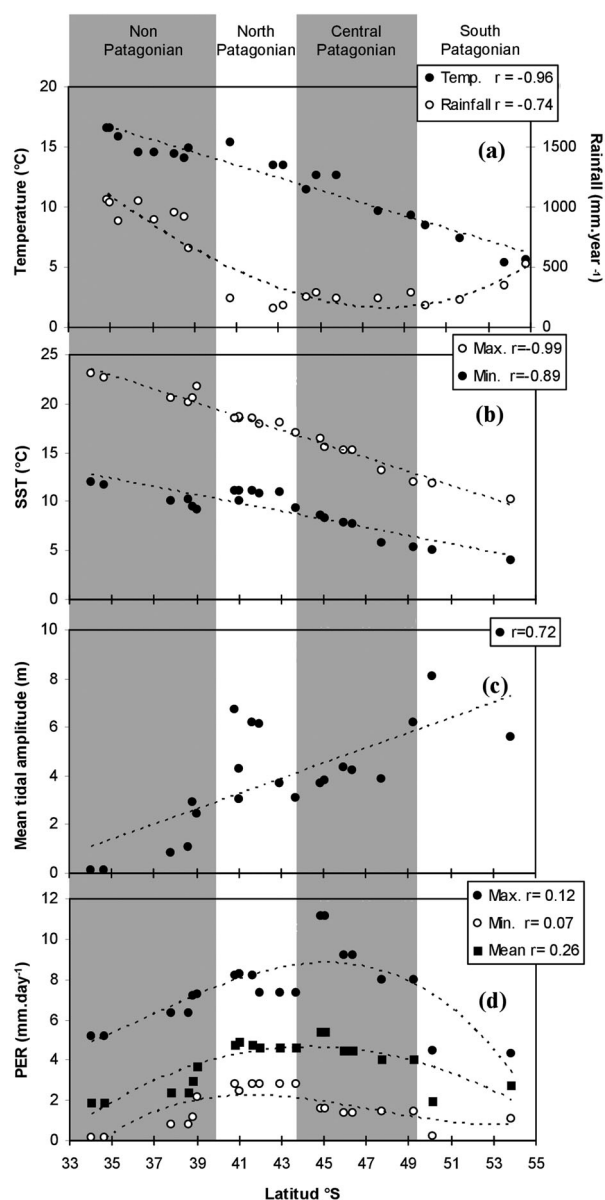 Non Patagonian
North Patagonian
Central Patagonian
South Patagonian
Temp. r = -0.96
Rainfall r = -0.74
(a)
Temperature (°C)
20
15
10
5
0
Rainfall (mm.year -1)
1500
1000
500
0
Max. r=-0.99
Min. r=-0.89
(b)
SST (°C)
25
20
15
10
5
0
r=0.72
(c)
Mean tidal amplitude (m)
10
8
6
4
2
0
Max. r= 0.12
Min. r= 0.07
Mean r= 0.26
(d)
PER (mm.day-1)
12
10
8
6
4
2
0
33 35 37 39 41 43 45 47 49 51 53 55
Latitud °S